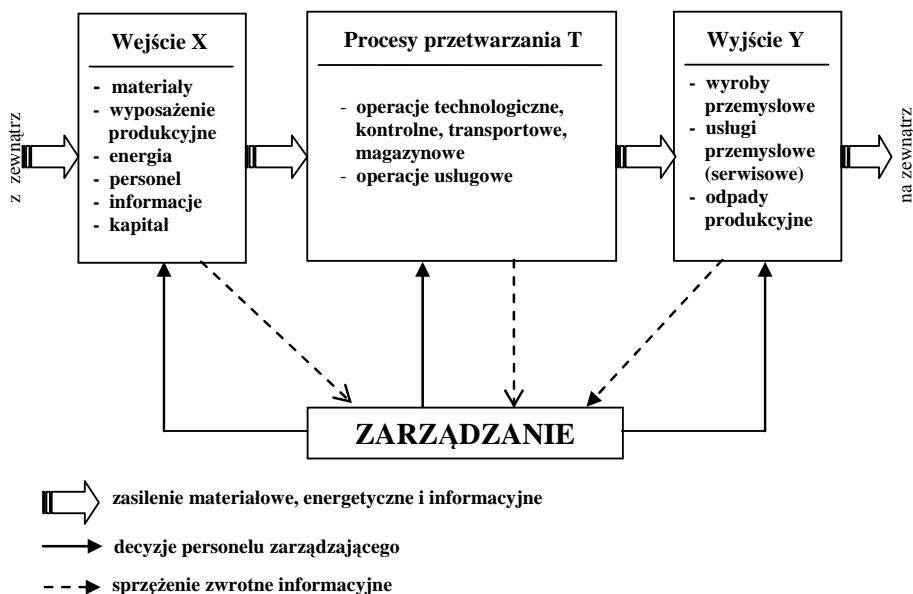 z zewnątrz
Wejście X
- materiały
- wyposażenie
produkcyjne
- energia
- personel
- informacje
- kapitał
Procesy przetwarzania T
- operacje technologiczne,
kontrolne, transportowe,
magazynowe
- operacje usługowe
Wyjście Y
- wyroby
przemysłowe
- usługi
przemysłowe
(serwisowe)
- odpady
produkcyjne
na zewnatrz
ZARZĄDZANIE
zasilenie materiałowe, energetyczne i informacyjne
decyzje personelu zarządzającego
sprzężenie zwrotne informacyjne